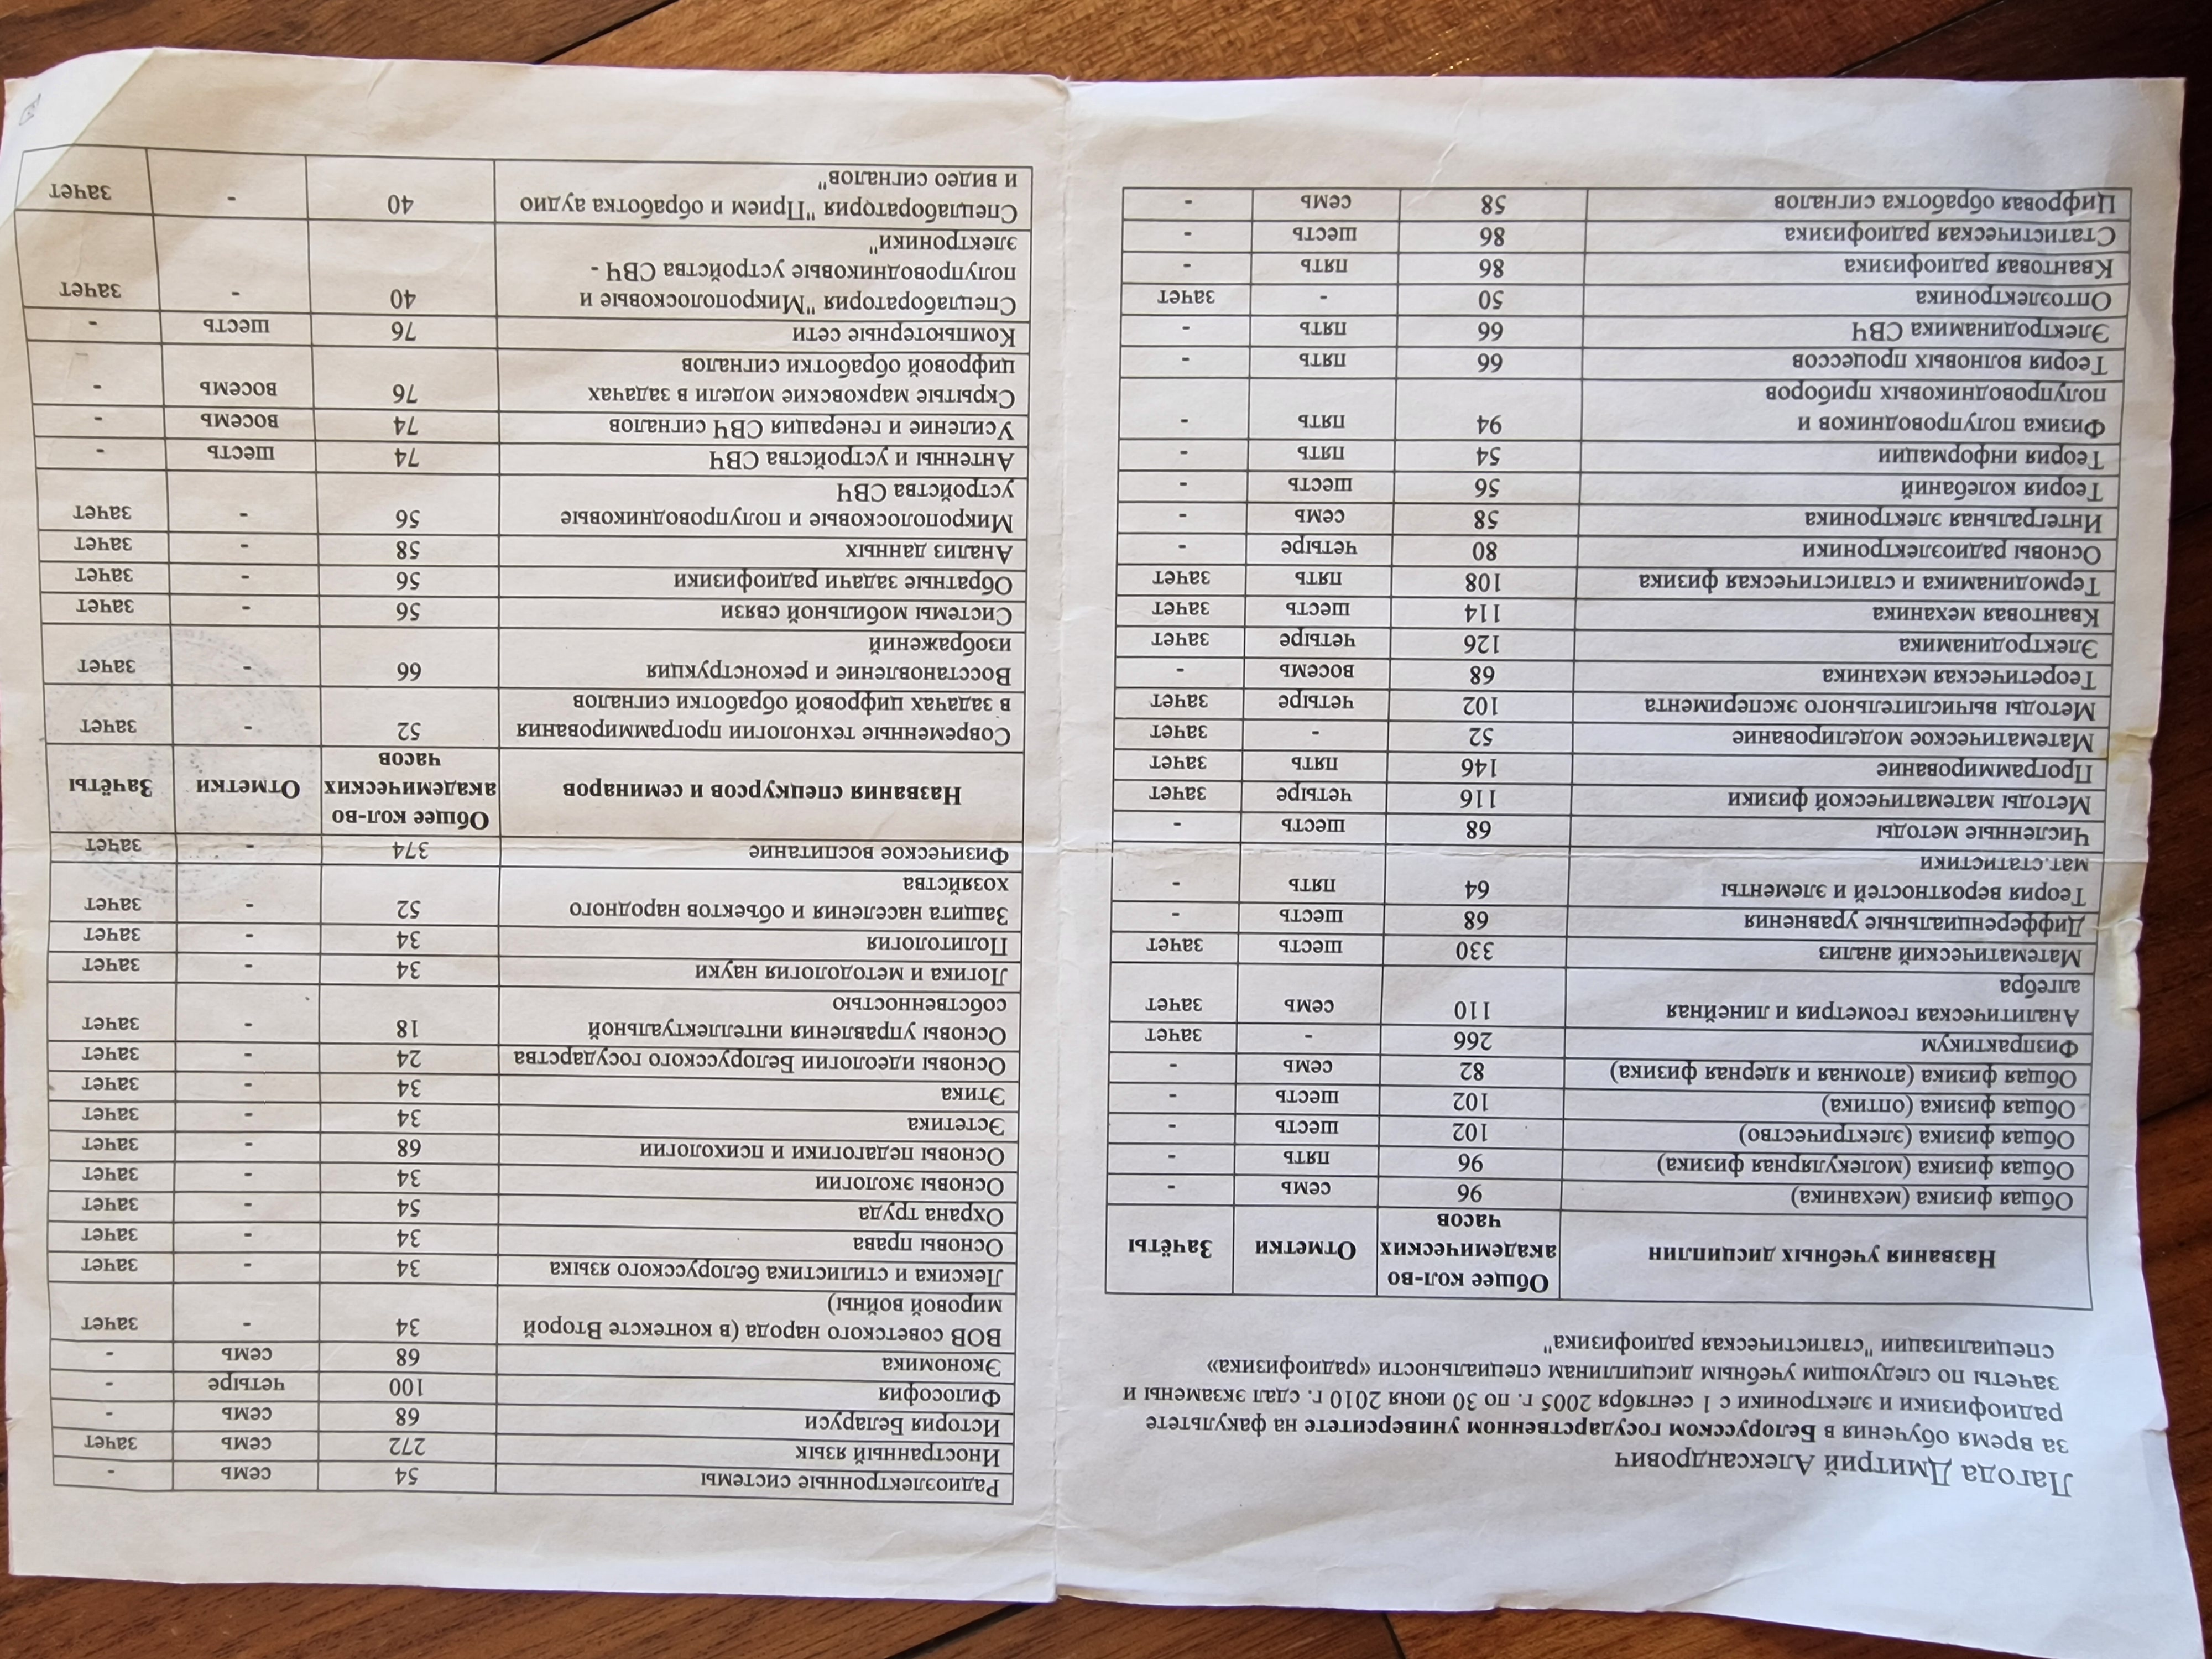 Лагода Дмитрий Александрович
за время обучения в Белорусском государственном университете на факультете
радиофизики и электроники с 1 сентября 2005 г. по 30 июня 2010 г. сдал экзамены и
зачеты по следующим учебным дисциплинам специальности «радиофизика»
специализации "статистическая радиофизика"
Названия учебных дисциплин Общее кол-во академических часов Отметки Зачёты
Общая физика (механика) 96 семь -
Общая физика (молекулярная физика) 96 пять -
Общая физика (электричество) 102 шесть -
Общая физика (оптика) 102 шесть -
Общая физика (атомная и ядерная физика) 82 семь -
Физпрактикум 266 - зачет
Аналитическая геометрия и линейная 110 семь зачет
алгебра
Математический анализ 330 шесть зачет
Дифференциальные уравнения 68 шесть -
Теория вероятностей и элементы 64 пять -
мат.статистики
Численные методы 68 шесть -
Методы математической физики 116 четыре зачет
Программирование 146 пять зачет
Математическое моделирование 52 - зачет
Методы вычислительного эксперимента 102 четыре зачет
Теоретическая механика 68 восемь -
Электродинамика 126 четыре зачет
Квантовая механика 114 шесть зачет
Термодинамика и статистическая физика 108 пять зачет
Основы радиоэлектроники 80 четыре -
Интегральная электроника 58 семь -
Теория колебаний 56 шесть -
Теория информации 54 пять -
Физика полупроводников и 94 пять -
полупроводниковых приборов
Теория волновых процессов 66 пять -
Электродинамика СВЧ 66 пять -
Оптоэлектроника 50 - зачет
Квантовая радиофизика 86 пять -
Статистическая радиофизика 86 шесть -
Цифровая обработка сигналов 58 семь -
Радиоэлектронные системы 54 семь -
Иностранный язык 272 семь зачет
История Беларуси 68 семь -
Философия 100 четыре -
Экономика 68 семь -
ВОВ советского народа (в контексте Второй 34 - зачет
мировой войны)
Лексика и стилистика белорусского языка 34 - зачет
Основы права 34 - зачет
Охрана труда 54 - зачет
Основы экологии 34 - зачет
Основы педагогики и психологии 68 - зачет
Эстетика 34 - зачет
Этика 34 - зачет
Основы идеологии Белорусского государства 24 - зачет
Основы управления интеллектуальной 18 - зачет
собственностью
Логика и методология науки 34 - зачет
Политология 34 - зачет
Защита населения и объектов народного 52 - зачет
хозяйства
Физическое воспитание 374 - зачет
Названия спецкурсов и семинаров Общее кол-во академических часов Отметки Зачёты
Современные технологии программирования 52 - зачет
в задачах цифровой обработки сигналов
Восстановление и реконструкция 66 - зачет
изображений
Системы мобильной связи 56 - зачет
Обратные задачи радиофизики 56 - зачет
Анализ данных 58 - зачет
Микрополосковые и полупроводниковые 56 - зачет
устройства СВЧ
Антенны и устройства СВЧ 74 шесть -
Усиление и генерация СВЧ сигналов 74 восемь -
Скрытые марковские модели в задачах 76 восемь -
цифровой обработки сигналов
Компьютерные сети 76 шесть -
Спецлаборатория "Микрополосковые и 40 - зачет
полупроводниковые устройства СВЧ -
электроники"
Спецлаборатория "Прием и обработка аудио 40 - зачет
и видео сигналов"